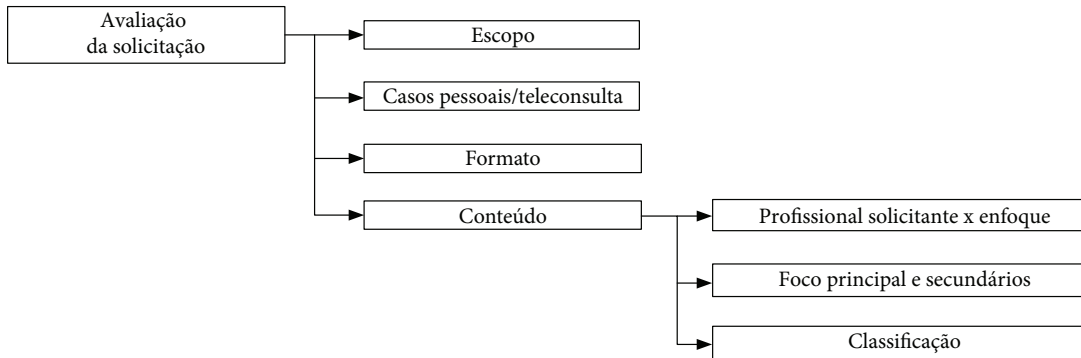 Avaliação
da solicitação
Escopo
Casos pessoais/teleconsulta
Formato
Conteúdo
Profissional solicitante x enfoque
Foco principal e secundários
Classificação